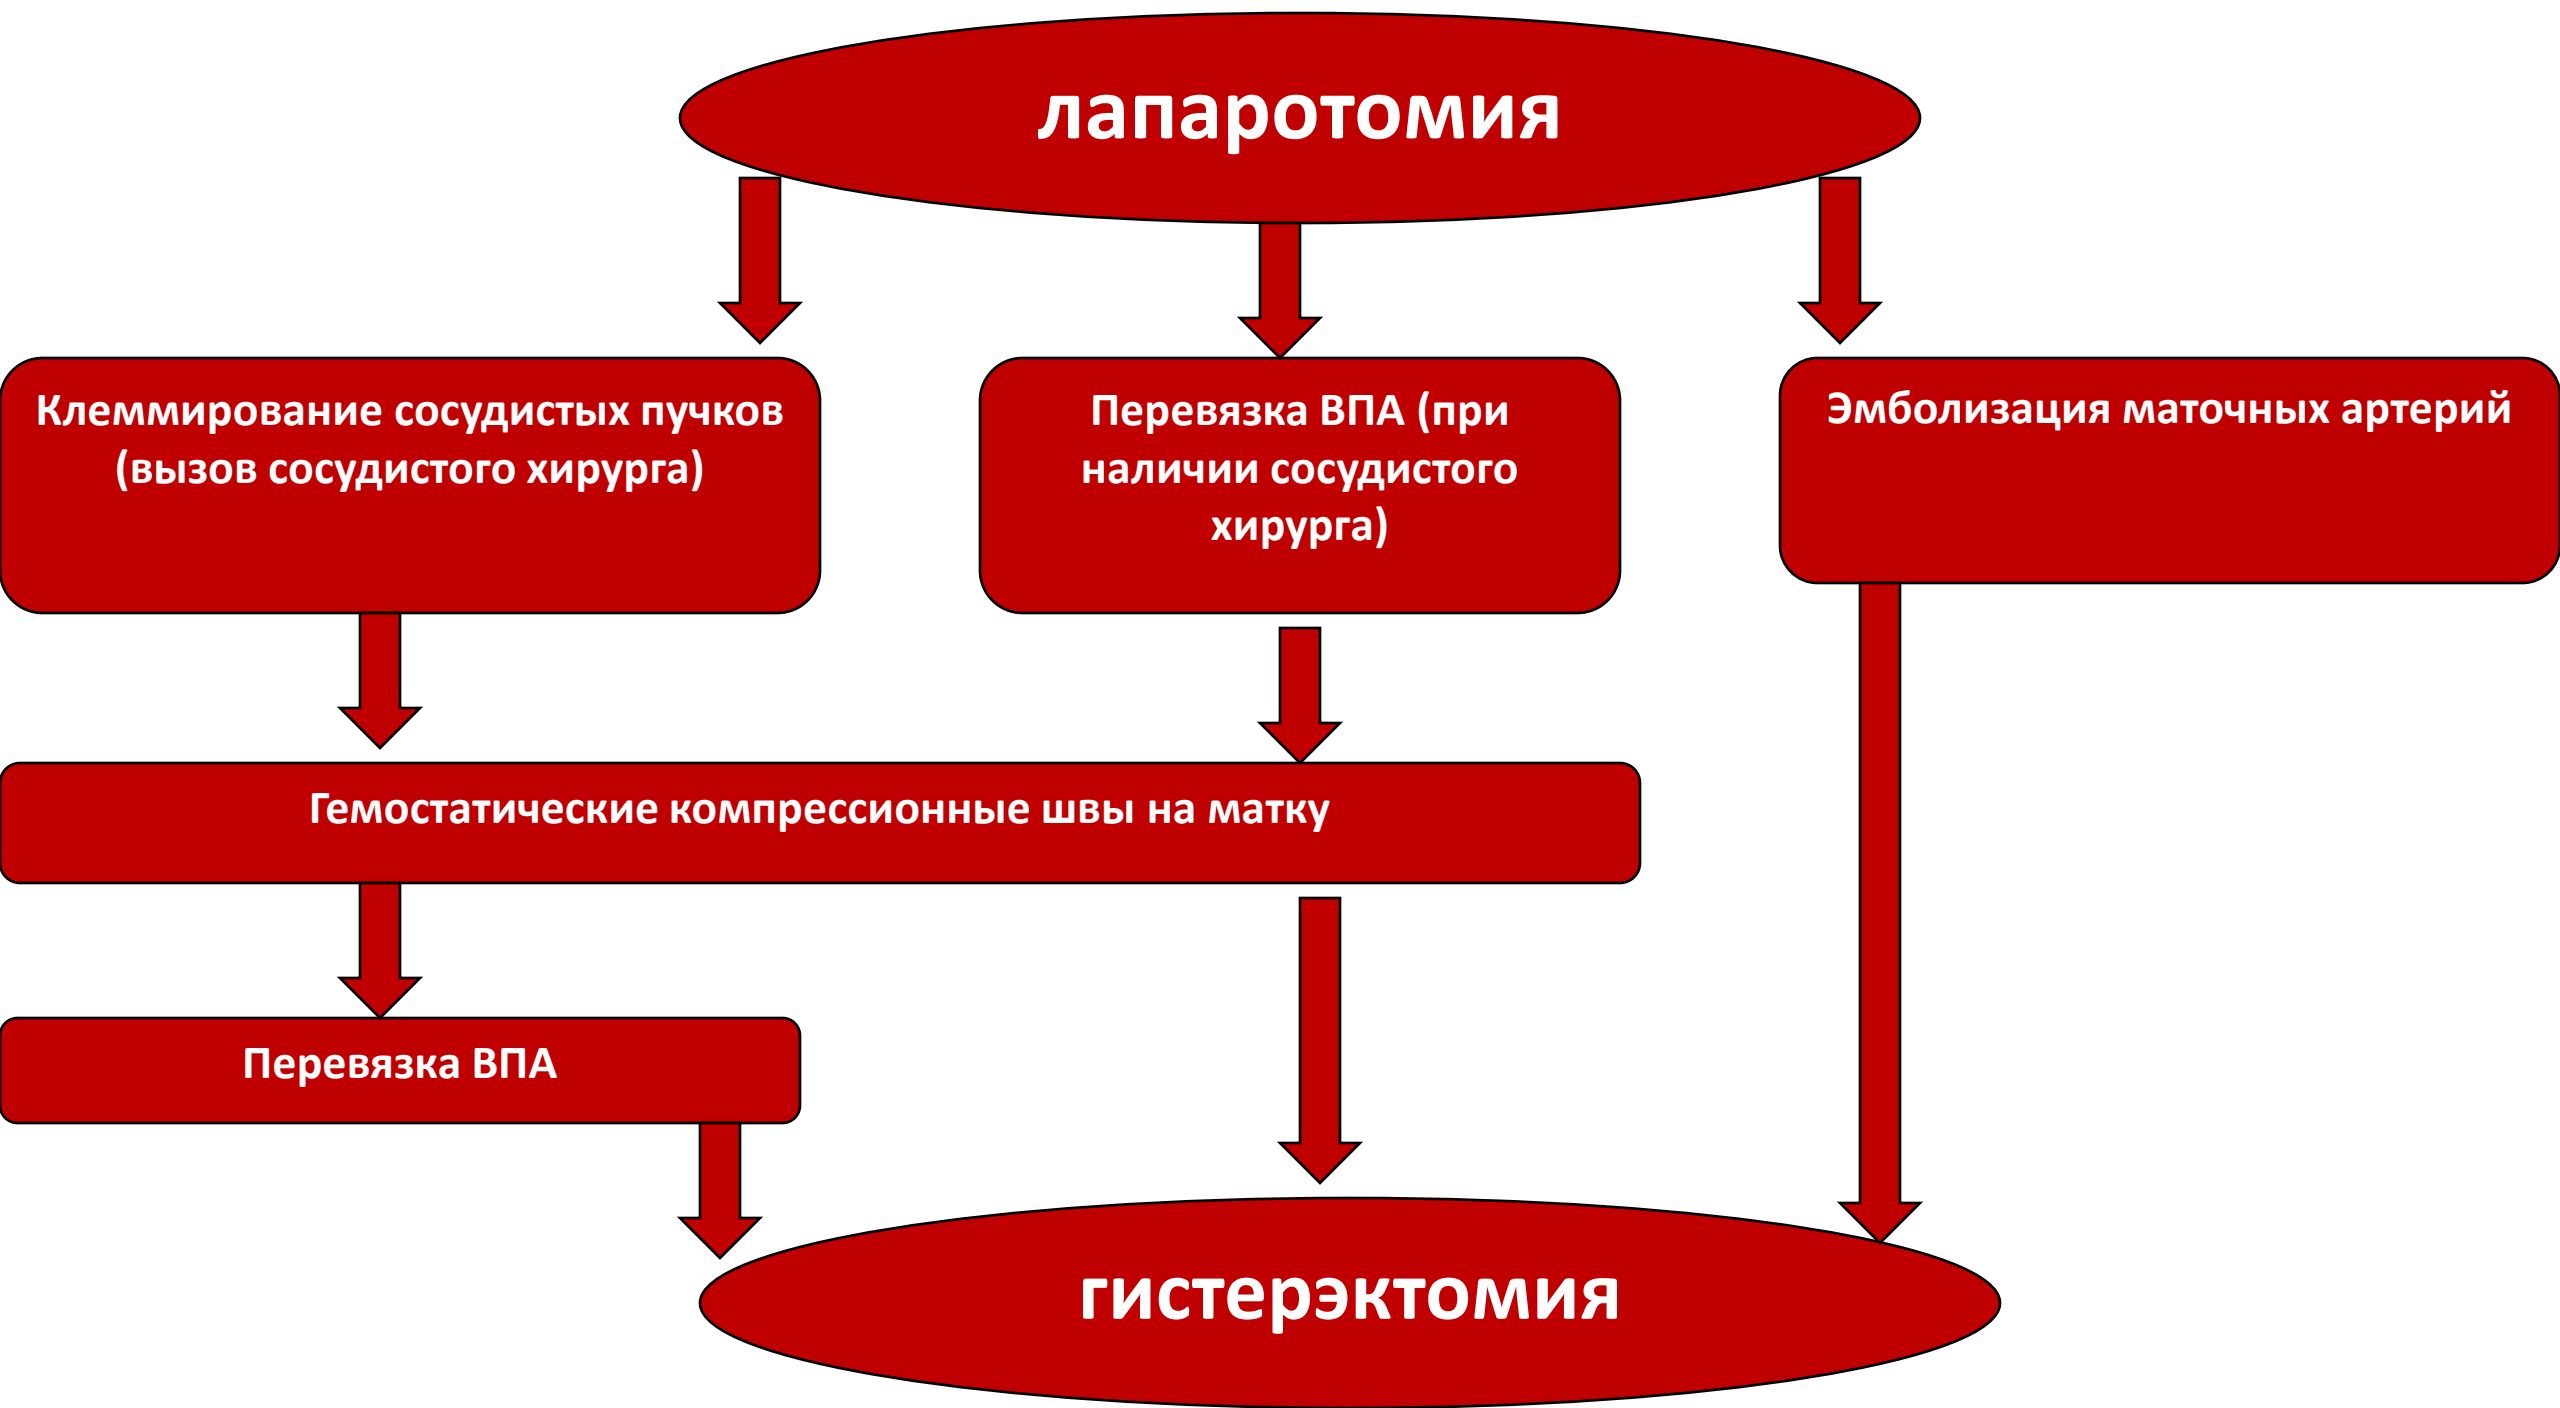 лапаротомия
Клеммирование сосудистых пучков
(вызов сосудистого хирурга)
Перевязка ВПА (при
наличии сосудистого
хирурга)
Эмболизация маточных артерий
Гемостатические компрессионные швы на матку
Перевязка ВПА
гистерэктомия